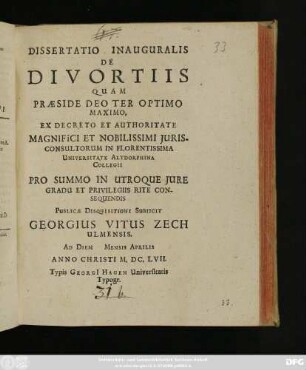 33
DISSERTATIO INAUGURALIS
DE
DIVORTIIS
QUAM
PRÆSIDE DEO TER OPTIMO
MAXIMO,
EX DECRETO ET AUTHORITATE
MAGNIFICI ET NOBILISSIMI JURIS-
CONSULTORUM IN FLORENTISSIMA
UNIVERSITATE ALTDORPHINA
COLLEGII
PRO SUMMO IN UTROQUE JURE
GRADU ET PRIVILEGIIS RITE CON-
SEQUENDIS
PUBLICÆ DISQUISITIONI SUBJICIT
GEORGIUS VITUS ZECH
ULMENSIS.
AD DIEM MENSIS APRILIS
ANNO CHRISTI M. DC. LVII.
Typis GEORGI HAGEN Universitatis
Typogr.